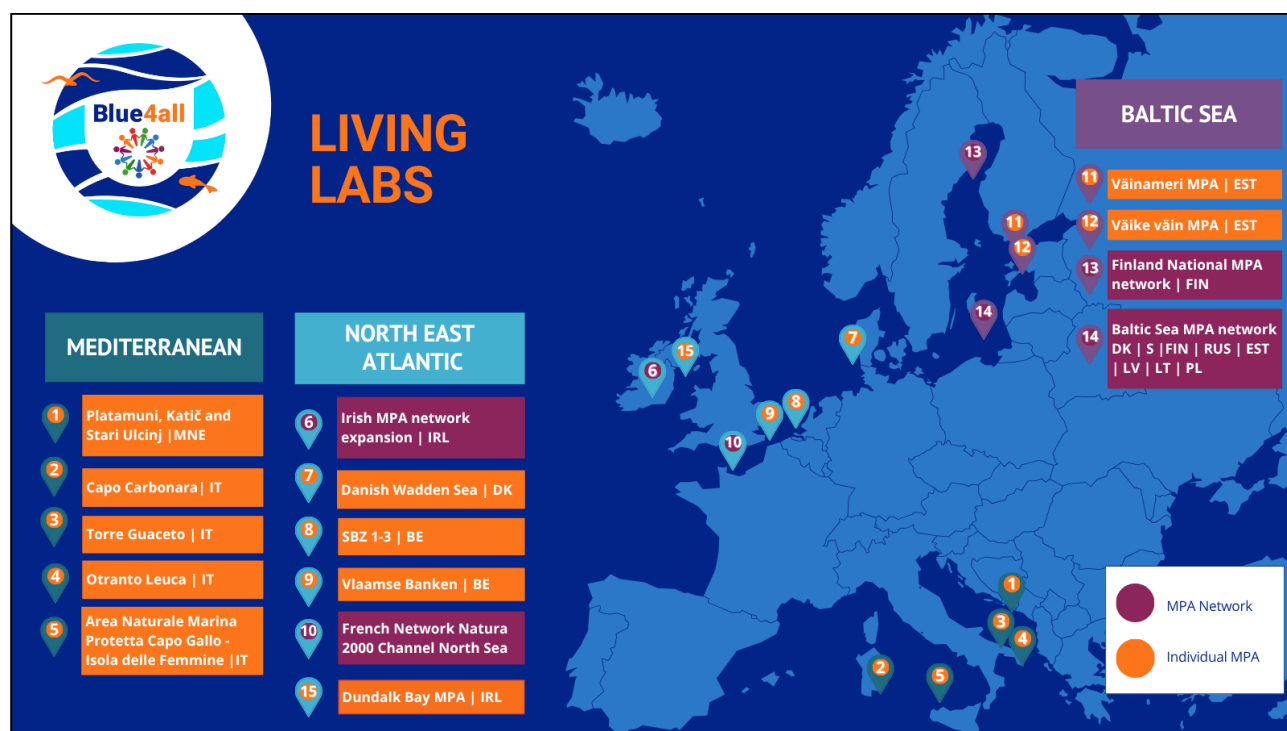 Blue4all
LIVING
LABS
MEDITERRANEAN
1
Platamuni, Katič and
Stari Ulcinj |MNE
2
Capo Carbonara| IT
3
Torre Guaceto | IT
4
Otranto Leuca | IT
5
Area Naturale Marina
Protetta Capo Gallo -
Isola delle Femmine |IT
NORTH EAST
ATLANTIC
6
Irish MPA network
expansion | IRL
7
Danish Wadden Sea | DK
8
SBZ 1-3 | BE
9
Vlaamse Banken | BE
10
French Network Natura
2000 Channel North Sea
15
Dundalk Bay MPA | IRL
13
11
12
14
7
15
6
8
9
10
1
3
4
2
5
BALTIC SEA
11
Väinameri MPA | EST
12
Väike väin MPA | EST
13
Finland National MPA
network | FIN
14
Baltic Sea MPA network
DK | S |FIN | RUS | EST
| LV | LT | PL
MPA Network
Individual MPA